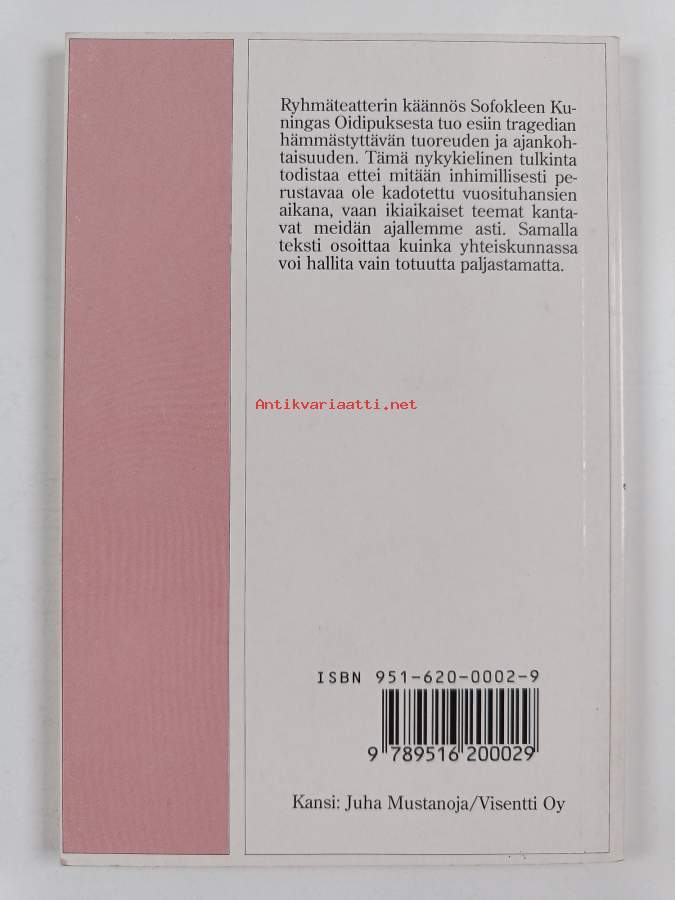 Ryhmäteatterin käännös Sofokleen Ku-
ningas Oidipuksesta tuo esiin tragedian
hämmästyttävän tuoreuden ja ajankoh-
taisuuden. Tämä nykykielinen tulkinta
todistaa ettei mitään inhimillisesti pe-
rustavaa ole kadotettu vuosituhansien
aikana, vaan ikiaikaiset teemat kanta-
vat meidän ajallemme asti. Samalla
teksti osoittaa kuinka yhteiskunnassa
voi hallita vain totuutta paljastamatta.
Antikvariaatti.net
ISBN 951-620-0002-9
9 789516 200029
Kansi: Juha Mustanoja/Visentti Oy